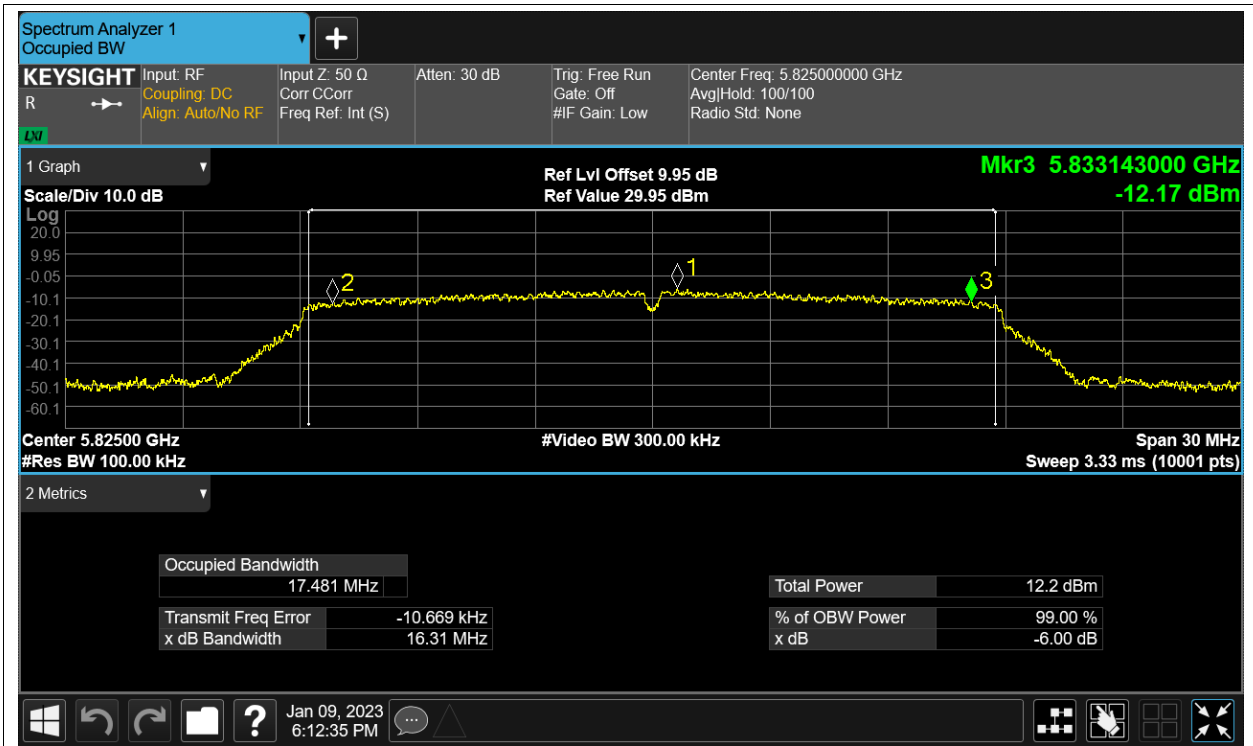 Spectrum Analyzer 1
Occupied BW
KEYSIGHT
R
LXI
Input: RF
Coupling: DC
Align: Auto/No RF
Input Z: 50 Ω
Corr CCorr
Freq Ref: Int (S)
Atten: 30 dB
Trig: Free Run
Gate: Off
#IF Gain: Low
Center Freq: 5.825000000 GHz
Avg|Hold: 100/100
Radio Std: None
1 Graph
Scale/Div 10.0 dB
Ref Lvl Offset 9.95 dB
Ref Value 29.95 dBm
Mkr3 5.833143000 GHz
-12.17 dBm
Log
20.0
9.95
-0.05
-10.1
-20.1
-30.1
-40.1
-50.1
-60.1
2
1
3
Center 5.82500 GHz
#Res BW 100.00 kHz
#Video BW 300.00 kHz
Span 30 MHz
Sweep 3.33 ms (10001 pts)
2 Metrics
Occupied Bandwidth
17.481 MHz
Transmit Freq Error -10.669 kHz
x dB Bandwidth 16.31 MHz
Total Power 12.2 dBm
% of OBW Power 99.00 %
x dB -6.00 dB
?
Jan 09, 2023
6:12:35 PM